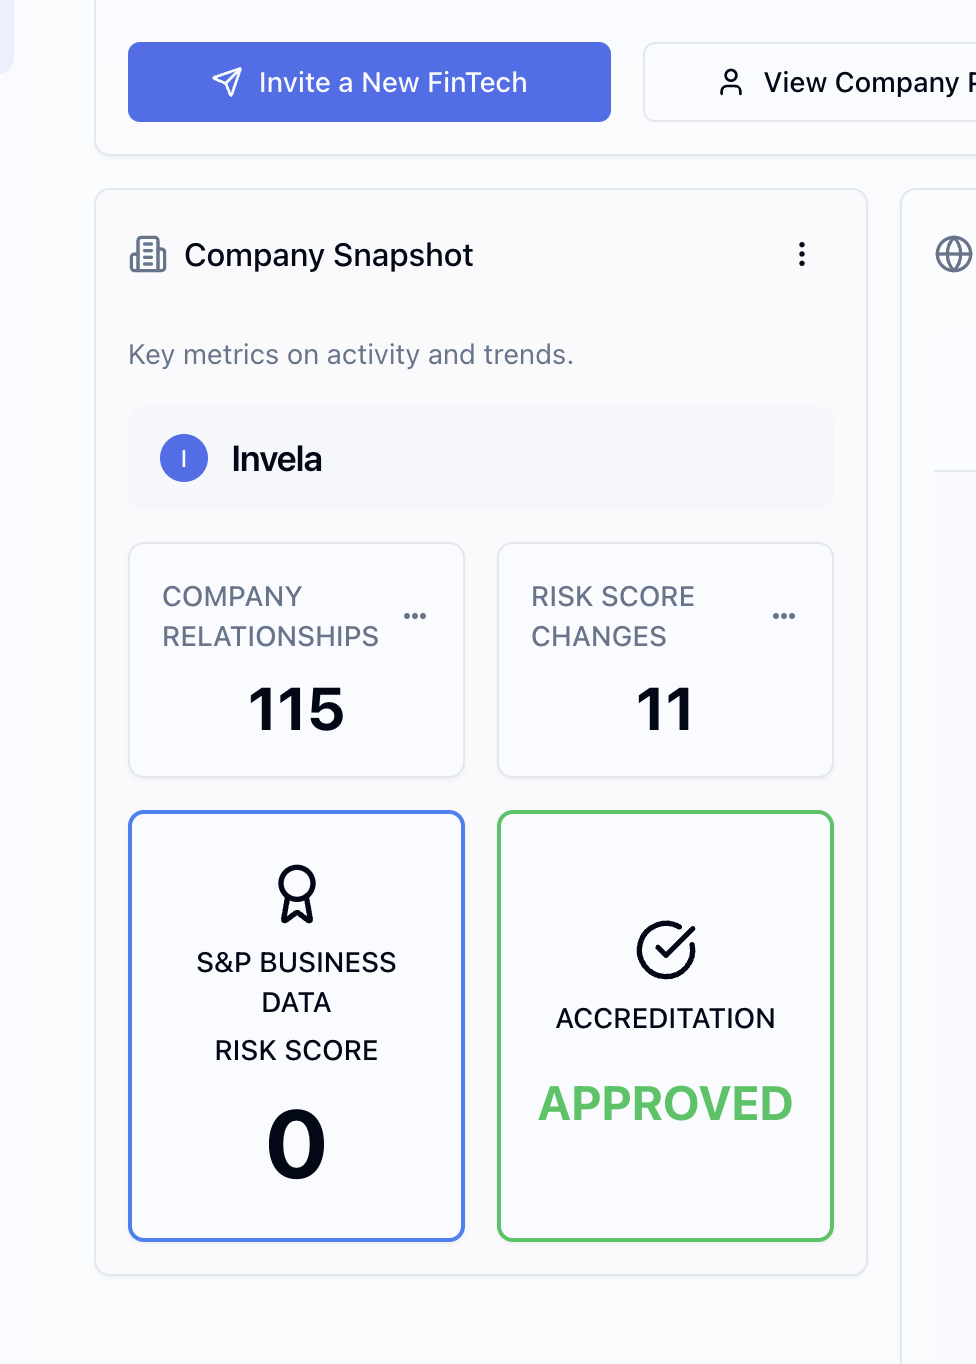 Invite a New FinTech
View Company P
Company Snapshot
Key metrics on activity and trends.
I
Invela
COMPANY
RELATIONSHIPS
115
RISK SCORE
CHANGES
11
S&P BUSINESS
DATA
RISK SCORE
0
ACCREDITATION
APPROVED